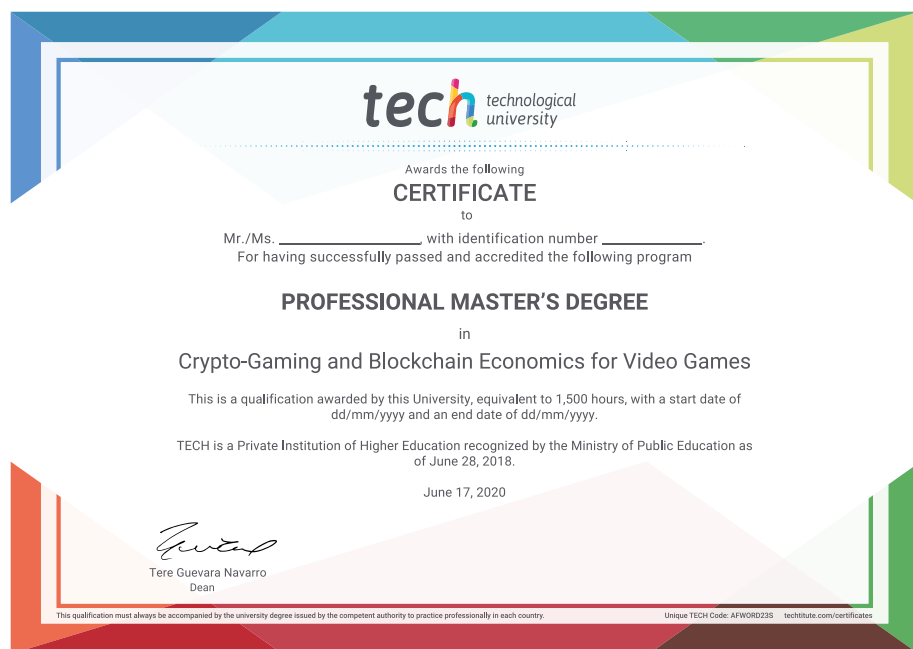 tech technological
university
Awards the following
CERTIFICATE
to
Mr./Ms. ____________________, with identification number ______________.
For having successfully passed and accredited the following program
PROFESSIONAL MASTER'S DEGREE
in
Crypto-Gaming and Blockchain Economics for Video Games
This is a qualification awarded by this University, equivalent to 1,500 hours, with a start date of
dd/mm/yyyy and an end date of dd/mm/yyyy.
TECH is a Private Institution of Higher Education recognized by the Ministry of Public Education as
of June 28, 2018.
June 17, 2020
Tere Guevara Navarro
Dean
This qualification must always be accompanied by the university degree issued by the competent authority to practice professionally in each country. Unique TECH Code: AFWORD23S techtitute.com/certificates